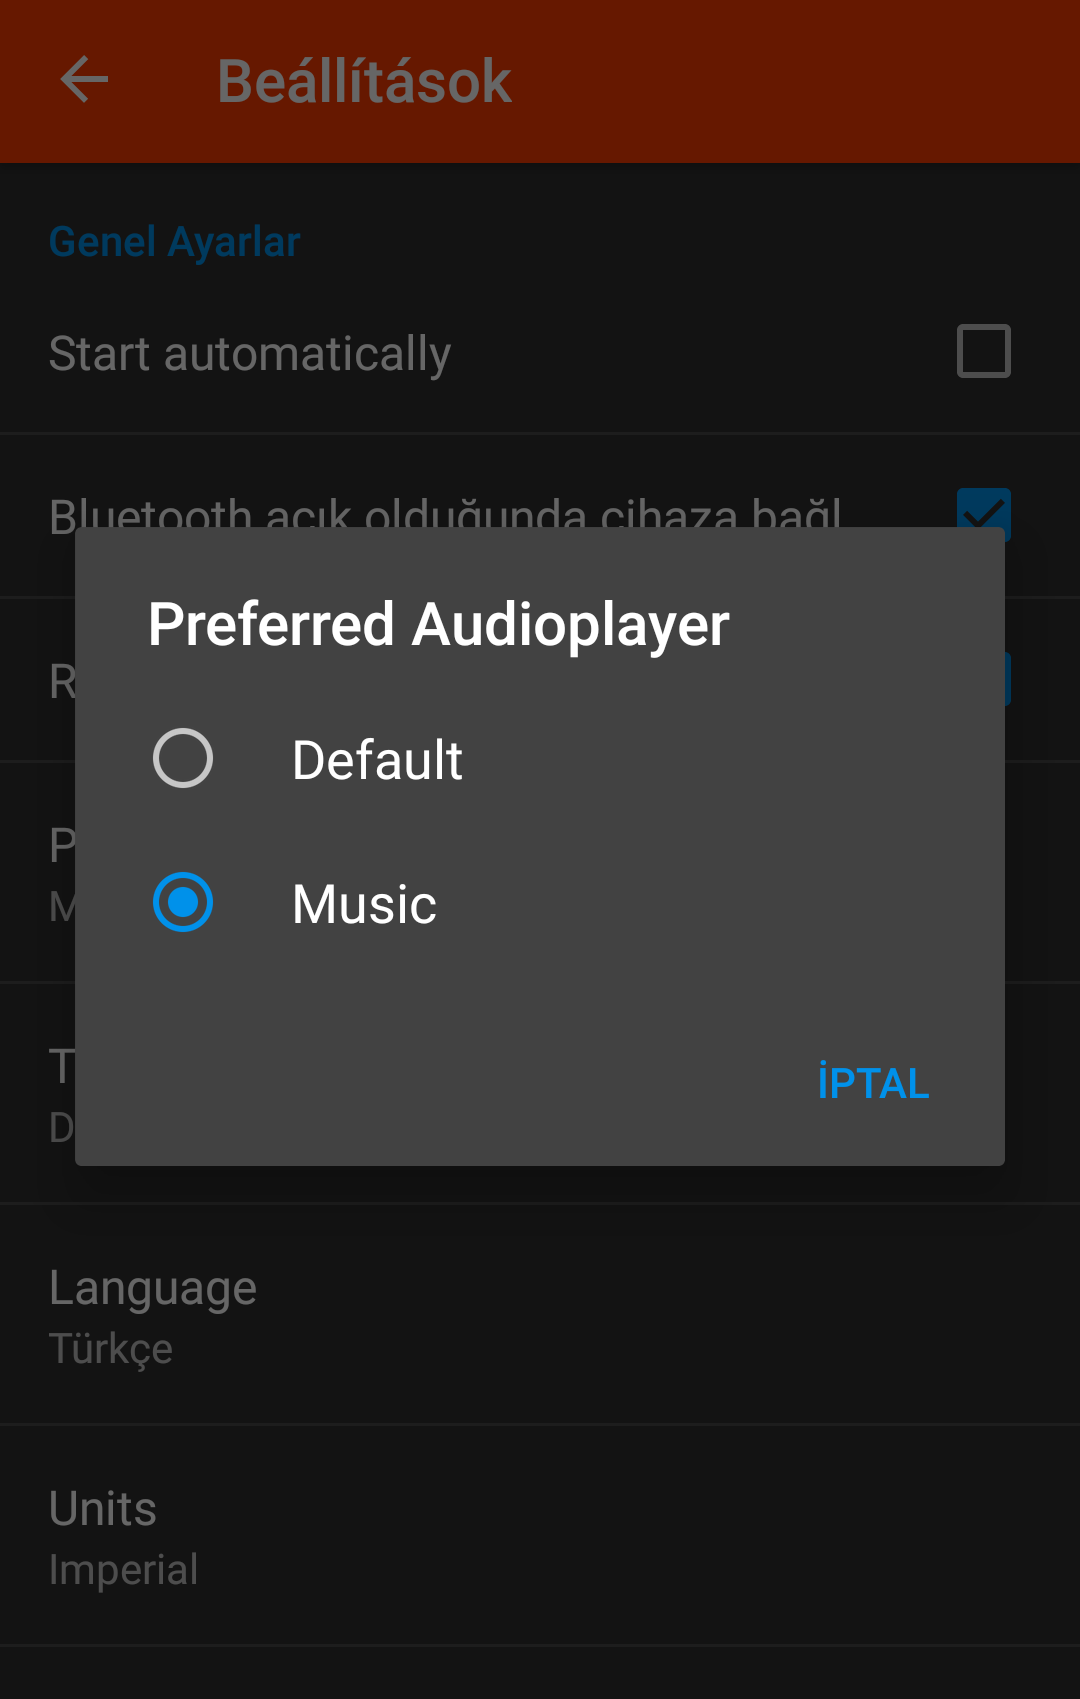 Beállítások
Genel Ayarlar
Start automatically
Bluetooth açık olduğunda cihaza bağl
Preferred Audioplayer
Default
Music
İPTAL
Language
Türkçe
Units
Imperial